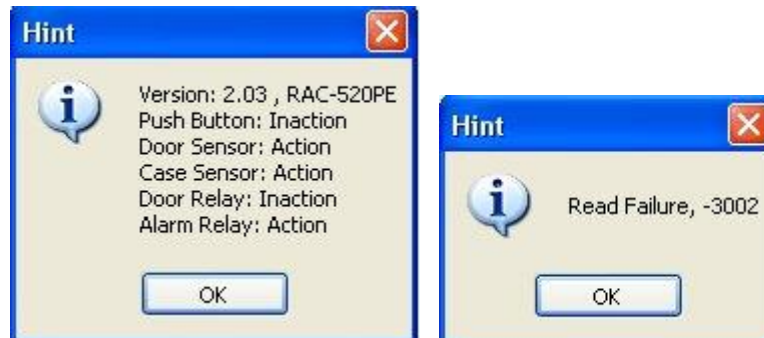 Hint
Version: 2.03 , RAC-520PE
Push Button: Inaction
Door Sensor: Action
Case Sensor: Action
Door Relay: Inaction
Alarm Relay: Action
OK
Hint
Read Failure, -3002
OK